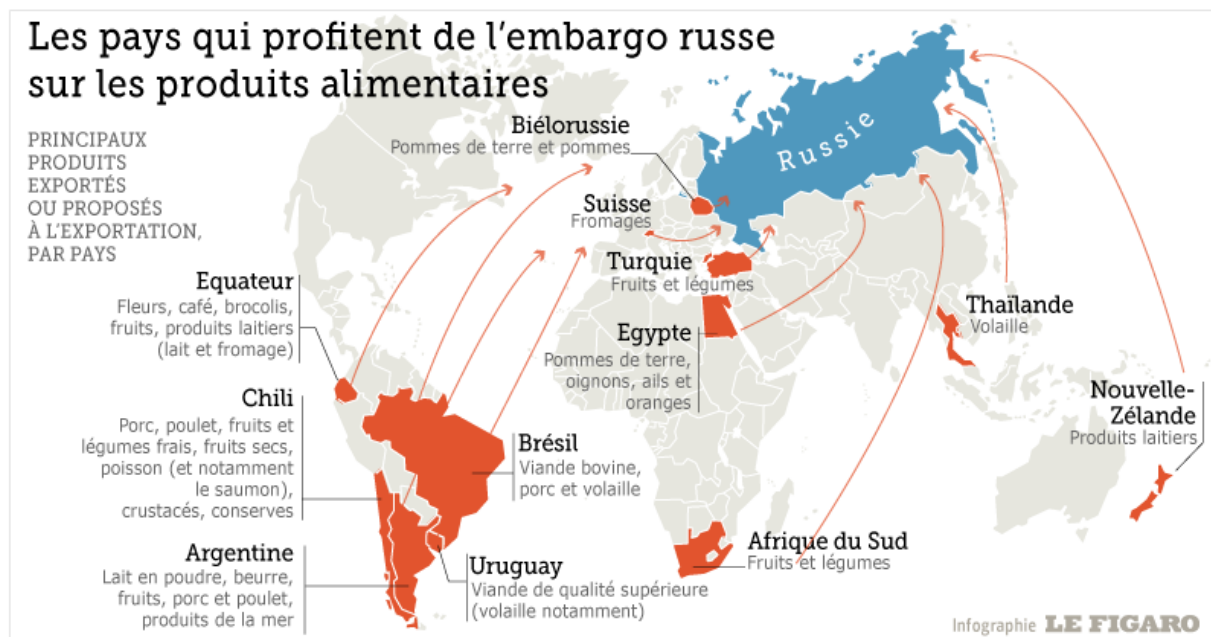 Les pays qui profitent de l'embargo russe
sur les produits alimentaires
PRINCIPAUX
PRODUITS
EXPORTÉS
OU PROPOSÉS
À L'EXPORTATION,
PAR PAYS
Biélorussie
Pommes de terre et pommes
Russie
Suisse
Fromages
Turquie
Fruits et légumes
Equateur
Fleurs, café, brocolis,
fruits, produits laitiers
(lait et fromage)
Egypte
Pommes de terre,
oignons, ails et
oranges
Thaïlande
Volaille
Nouvelle-
Zélande
Produits laitiers
Chili
Porc, poulet, fruits et
légumes frais, fruits secs,
poisson (et notamment
le saumon),
crustacés, conserves
Brésil
Viande bovine,
porc et volaille
Argentine
Lait en poudre, beurre,
fruits, porc et poulet,
produits de la mer
Uruguay
Viande de qualité supérieure
(volaille notamment)
Afrique du Sud
Fruits et légumes
Infographie LE FIGARO